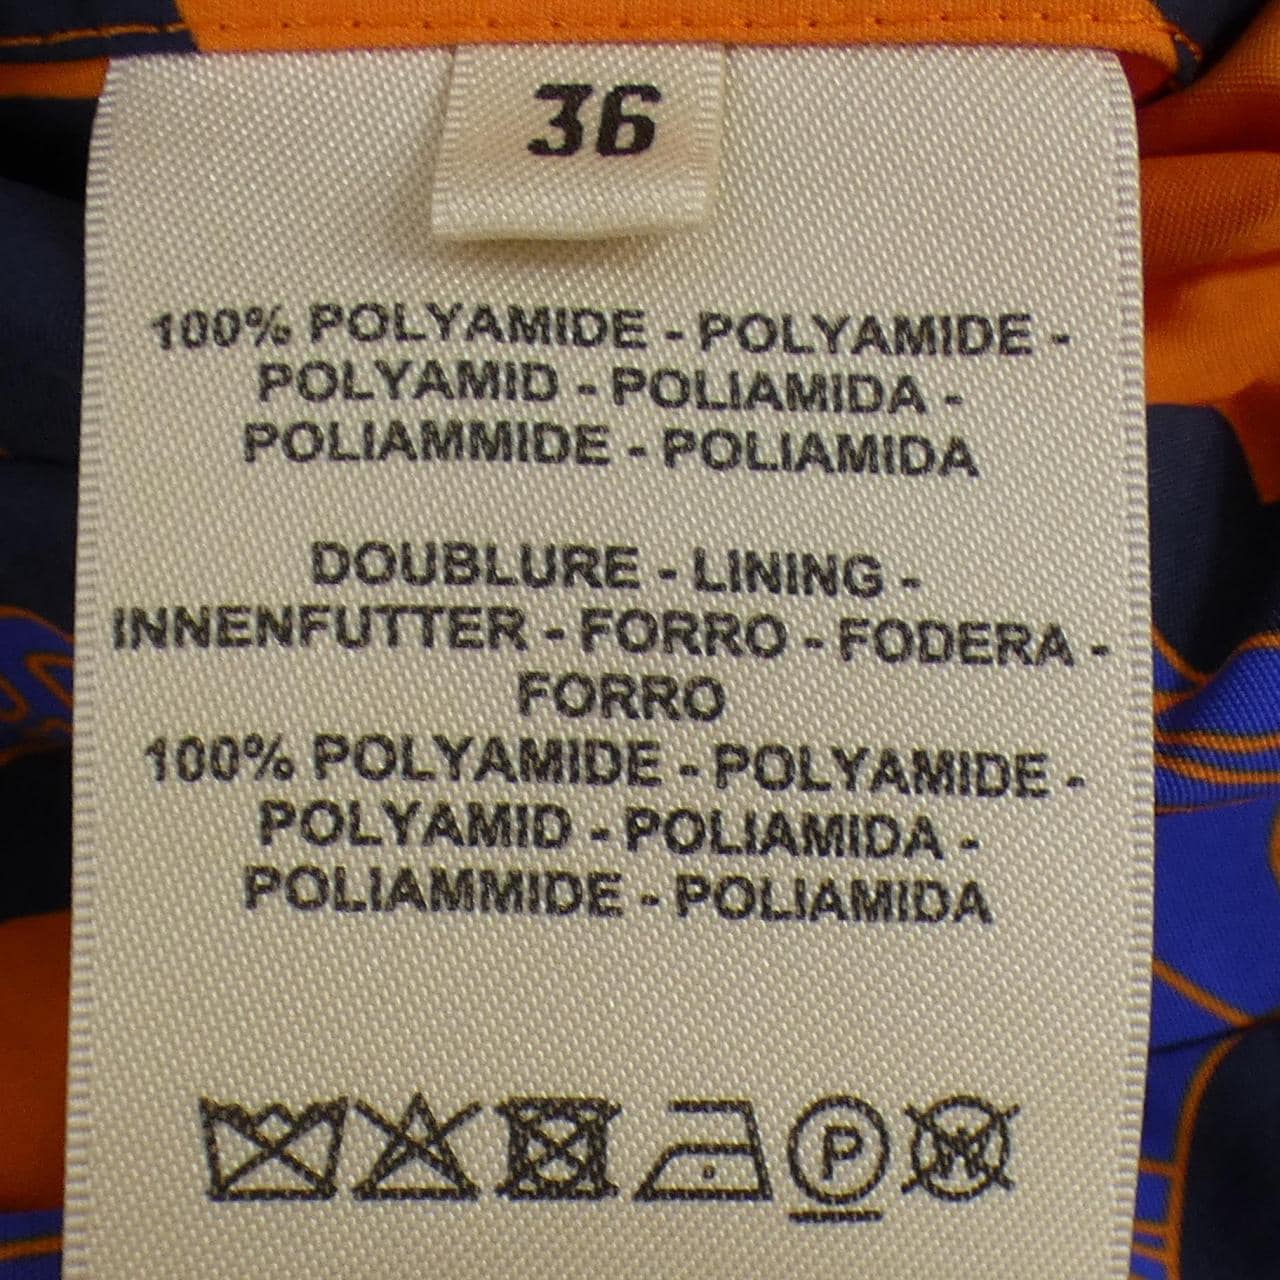 36
100% POLYAMIDE - POLYAMIDE -
POLYAMID - POLIAMIDA -
POLIAMMIDE - POLIAMIDA
DOUBLURE - LINING -
INNENFUTTER - FORRO - FODERA -
FORRO
100% POLYAMIDE - POLYAMIDE -
POLYAMID - POLIAMIDA -
POLIAMMIDE - POLIAMIDA
P W